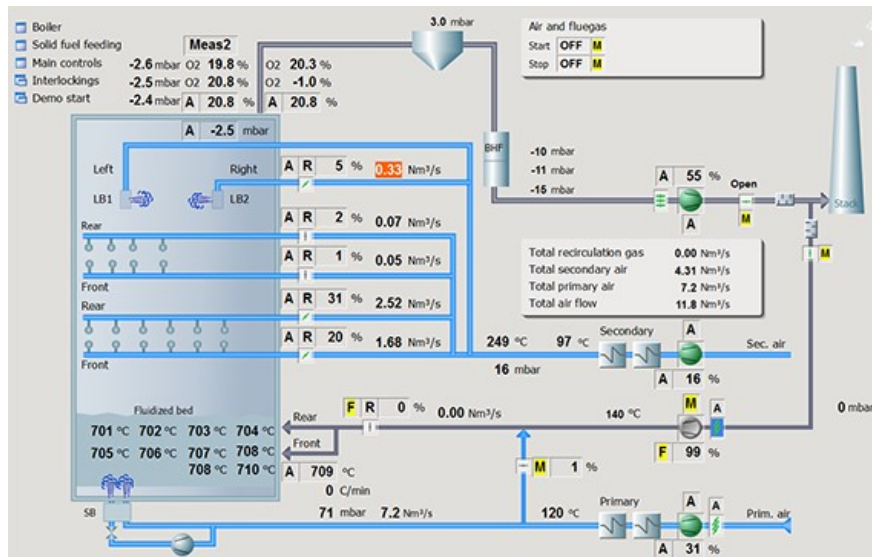 Boiler
Solid fuel feeding
Main controls
Interlockings
Demo start
Meas2
-2.6 mbar O2 19.8 % O2 20.3 %
-2.5 mbar O2 20.8 % O2 -1.0 %
-2.4 mbar A 20.8 % A 20.8 %
3.0 mbar
Air and fluegas
Start OFF M
Stop OFF M
A -2.5 mbar
Left Right
LB1 LB2
A R 5 % 0.33 Nm³/s
BHF
-10 mbar
-11 mbar
-15 mbar
A 55 %
A
Open
M
Stack
M
Rear
A R 2 % 0.07 Nm³/s
A R 1 % 0.05 Nm³/s
Front
Rear
A R 31 % 2.52 Nm³/s
A R 20 % 1.68 Nm³/s
Front
Total recirculation gas 0.00 Nm³/s
Total secondary air 4.31 Nm³/s
Total primary air 7.2 Nm³/s
Total air flow 11.8 Nm³/s
249 °C 97 °C
16 mbar
Secondary
A
Sec. air
A 16 %
Fluidized bed
701 °C 702 °C 703 °C 704 °C
705 °C 706 °C 707 °C 708 °C
708 °C 710 °C
Rear
Front
F R 0 % 0.00 Nm³/s
140 °C
M A
F 99 %
0 mbar
A 709 °C
0 C/min
M 1 %
SB
71 mbar 7.2 Nm³/s
120 °C
Primary
A A
Prim. air
A 31 %